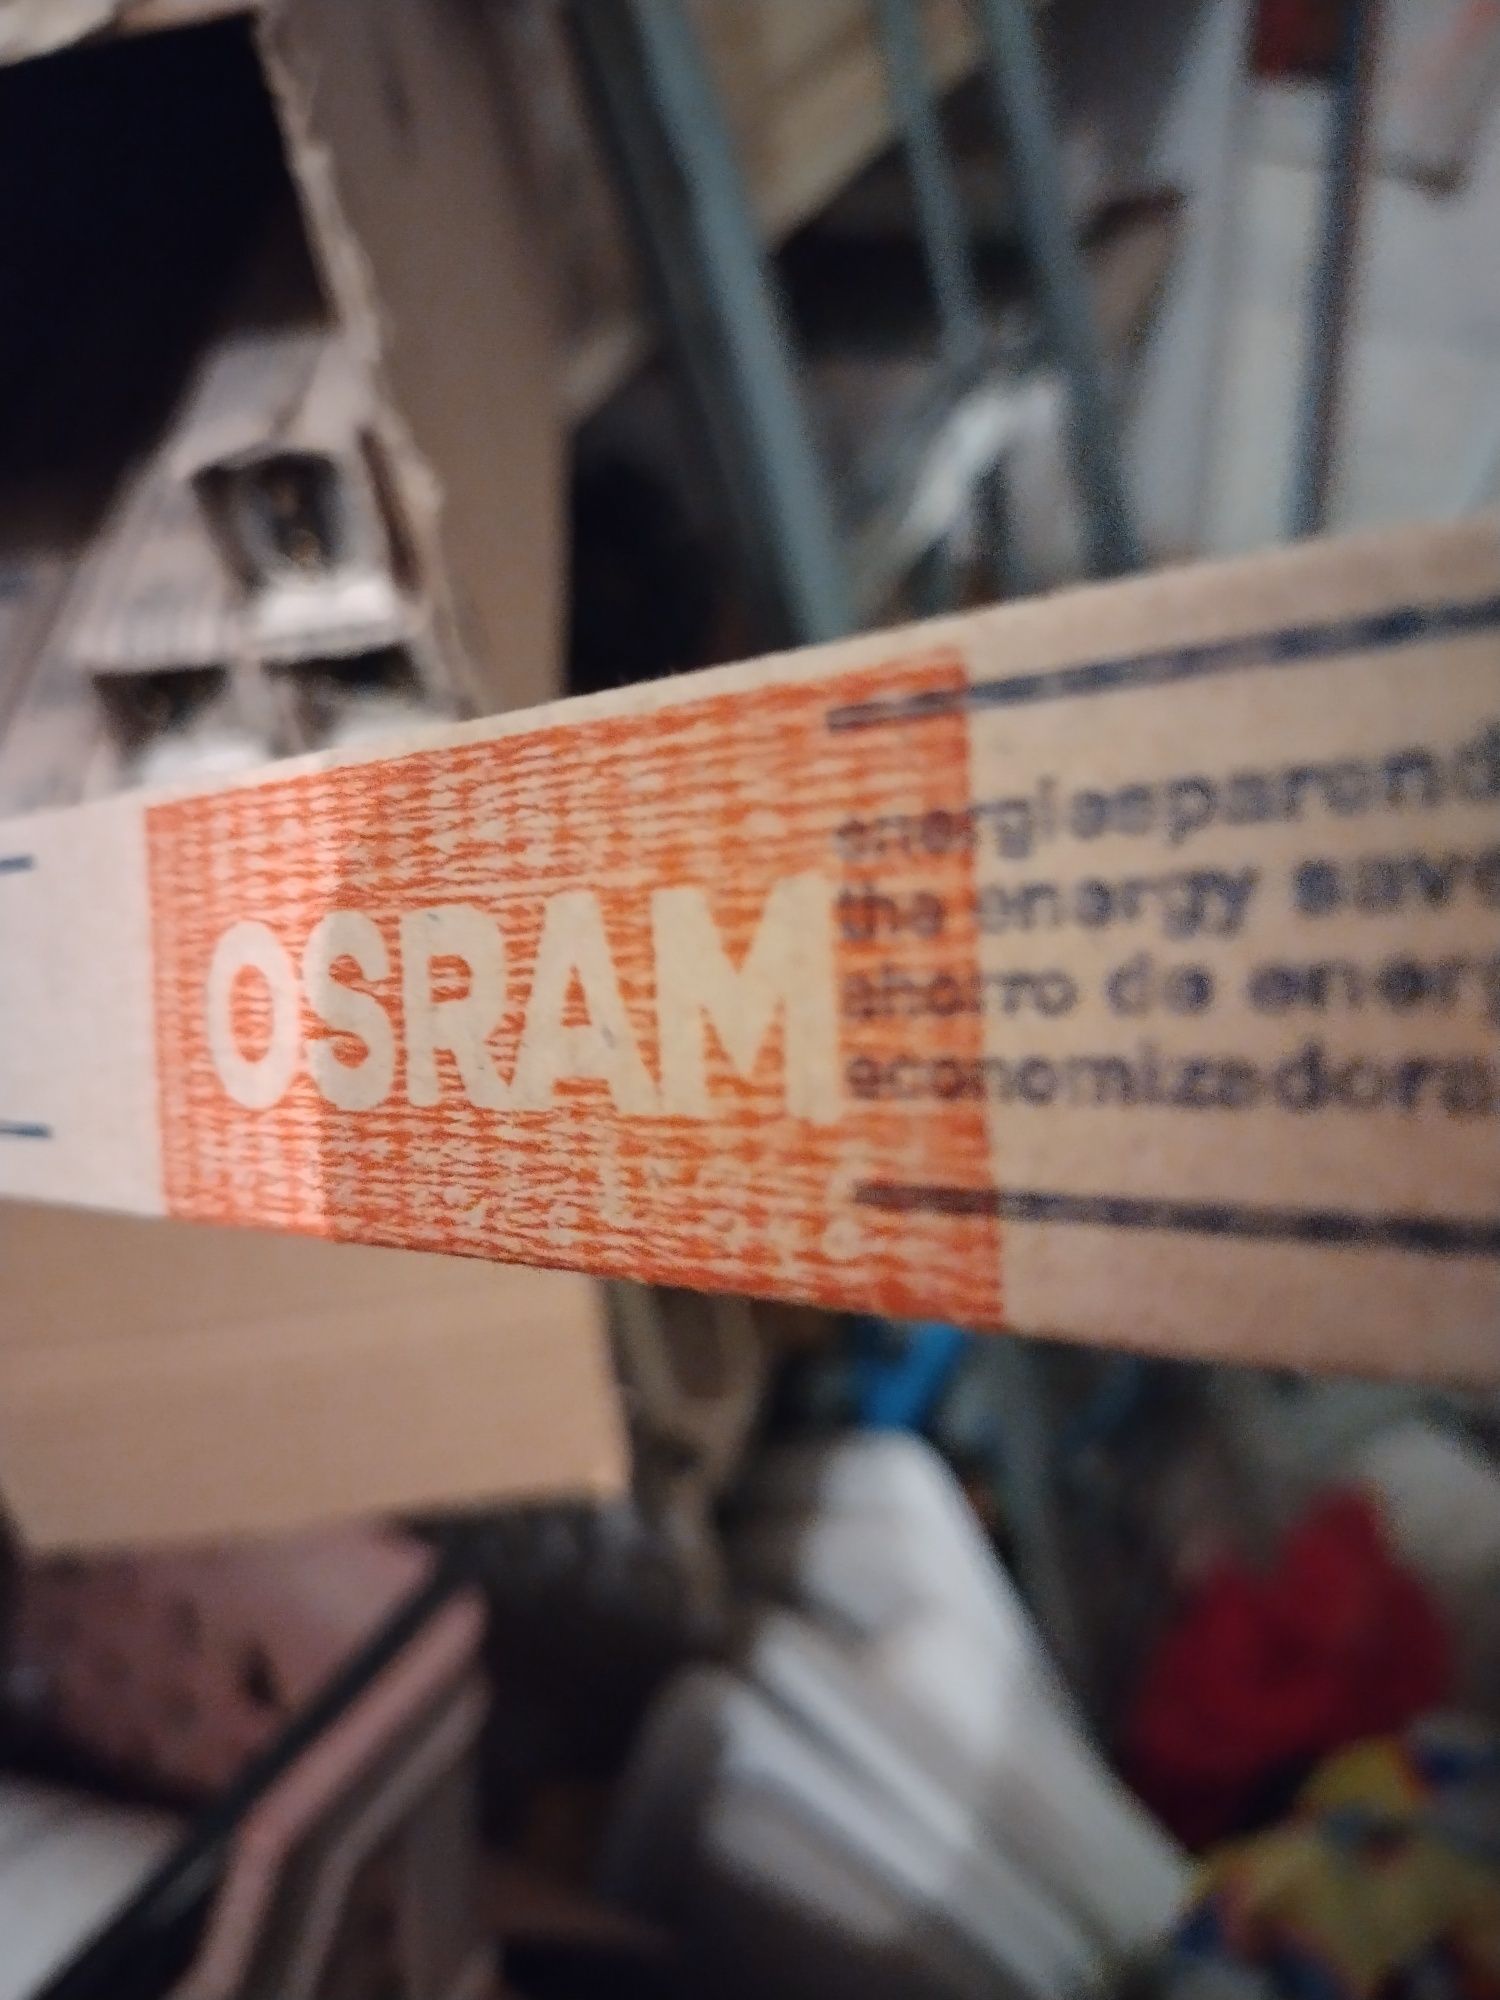 OSRAM
energiesparend
the energy save
ahorro de energ
economizadora